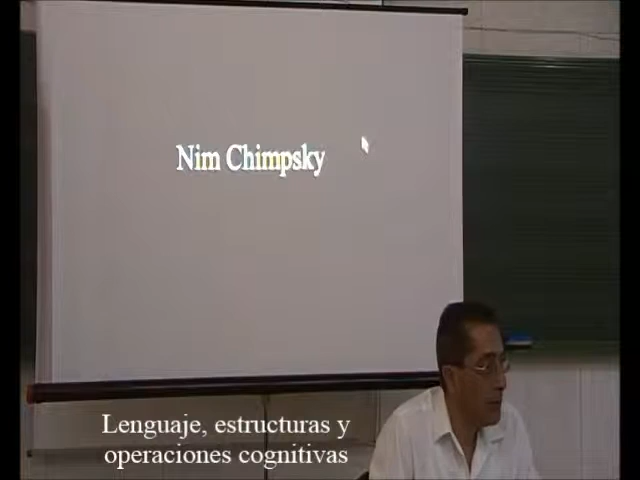 Nim Chimpsky
Lenguaje, estructuras y
operaciones cognitivas